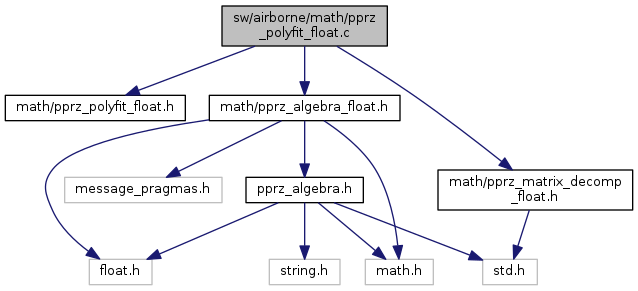 sw/airborne/math/pprz
_polyfit_float.c
math/pprz_polyfit_float.h
math/pprz_algebra_float.h
message_pragmas.h
pprz_algebra.h
math/pprz_matrix_decomp
_float.h
float.h
string.h
math.h
std.h